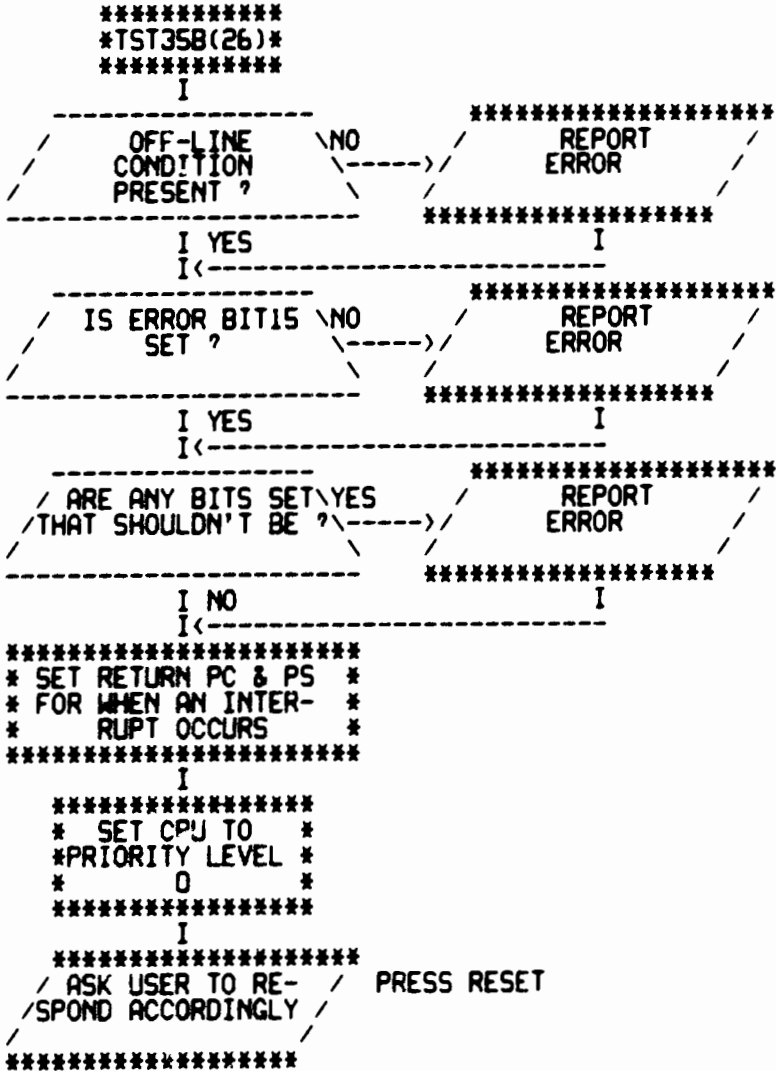 *TST35B(26)*
I
OFF-LINE
CONDITION
PRESENT ?
NO
REPORT
ERROR
I YES
I
IS ERROR BIT15
SET ?
NO
REPORT
ERROR
I YES
I
ARE ANY BITS SET
THAT SHOULDN'T BE ?
YES
REPORT
ERROR
I NO
I
SET RETURN PC & PS
FOR WHEN AN INTER-
RUPT OCCURS
I
SET CPU TO
PRIORITY LEVEL
0
I
ASK USER TO RE-
SPOND ACCORDINGLY
PRESS RESET